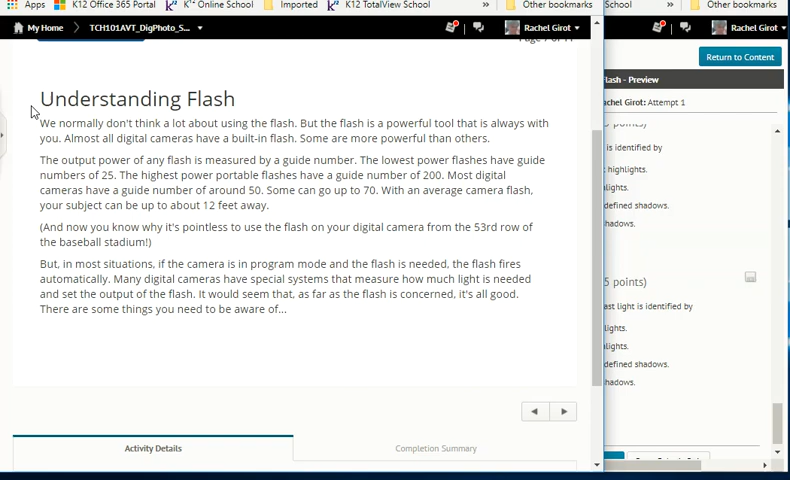 Apps K12 Office 365 Portal K12 Online School Imported K12 TotalView School » Other bookmarks School » Other bookmarks
My Home TCH101AVT_DigPhoto_S... Rachel Girot Rachel Girot
Return to Content
Flash - Preview
Rachel Girot: Attempt 1
Understanding Flash
We normally don't think a lot about using the flash. But the flash is a powerful tool that is always with
you. Almost all digital cameras have a built-in flash. Some are more powerful than others.
The output power of any flash is measured by a guide number. The lowest power flashes have guide
numbers of 25. The highest power portable flashes have a guide number of 200. Most digital
cameras have a guide number of around 50. Some can go up to 70. With an average camera flash,
your subject can be up to about 12 feet away.
(And now you know why it's pointless to use the flash on your digital camera from the 53rd row of
the baseball stadium!)
But, in most situations, if the camera is in program mode and the flash is needed, the flash fires
automatically. Many digital cameras have special systems that measure how much light is needed
and set the output of the flash. It would seem that, as far as the flash is concerned, it's all good.
There are some things you need to be aware of...
Activity Details Completion Summary
5 points)
is identified by
highlights.
lights.
defined shadows.
hadows.
5 points)
ast light is identified by
lights.
hlights.
defined shadows.
hadows.